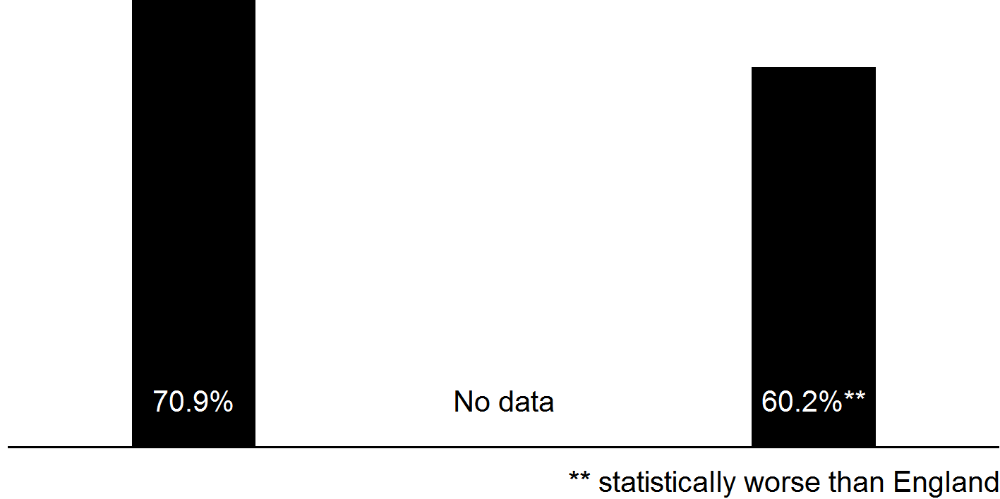 70.9% No data 60.2%**
** statistically worse than England